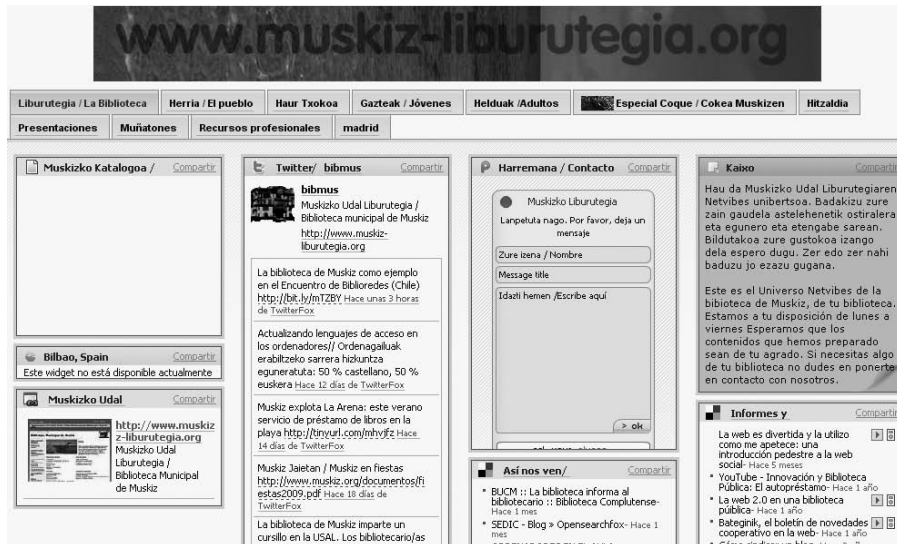 www.muskiz-liburutegia.org
Liburutegia / La Biblioteca
Herria / El pueblo
Haur Txokoa
Gazteak / Jóvenes
Helduak /Adultos
Especial Coque / Cokea Muskizen
Hitzaldia
Presentaciones
Muñatones
Recursos profesionales
madrid
Muskizko Katalogoa / Compartir
Bilbao, Spain Compartir
Este widget no está disponible actualmente
Muskizko Udal Compartir
http://www.muskiz
z-liburutegia.org
Muskizko Udal
Liburutegia /
Biblioteca Municipal
de Muskiz
Twitter/ bibmus Compartir
bibmus
Muskizko Udal Liburutegia /
Biblioteca municipal de Muskiz
http://www.muskiz-
liburutegia.org
La biblioteca de Muskiz como ejemplo
en el Encuentro de Biblioredes (Chile)
http://bit.ly/mTZBY Hace unas 3 horas
de TwitterFox
Actualizando lenguajes de acceso en
los ordenadores// Ordenagailuak
erabiltzeko sarrera hizkuntza
eguneratuta: 50 % castellano, 50 %
euskera Hace 12 días de TwitterFox
Muskiz explota La Arena: este verano
servicio de préstamo de libros en la
playa http://tinyurl.com/mhvjfz Hace
14 días de TwitterFox
Muskiz Jaietan / Muskiz en fiestas
http://www.muskiz.org/documentos/fi
estas2009.pdf Hace 18 días de
TwitterFox
La biblioteca de Muskiz imparte un
cursillo en la USAL. Los bibliotecario/as
Harremana / Contacto Compartir
Muskizko Liburutegia
Lanpetuta nago. Por favor, deja un
mensaje
Zure izena / Nombre
Message title
Idazti hemen /Escribe aquí
> ok
Así nos ven/ Compartir
BUCM :: La biblioteca informa al
bibliotecario :: Biblioteca Complutense- Hace 1 mes
SEDIC - Blog » Opensearchfox- Hace 1
mes
Kaixo Compartir
Hau da Muskizko Udal Liburutegiaren
Netvibes unibertsoa. Badakizu zure
zain gaudela astelehenetik ostiralera
eta egunero eta etengabe sarean.
Bildutakoa zure gustokoa izango
dela espero dugu. Zer edo zer nahi
baduzu jo ezazu gugana.
Este es el Universo Netvibes de la
bibioteca de Muskiz, de tu biblioteca.
Estamos a tu disposición de lunes a
viernes Esperamos que los
contenidos que hemos preparado
sean de tu agrado. Si necesitas algo
de tu biblioteca no dudes en ponerte
en contacto con nosotros.
Informes y Compartir
La web es divertida y la utilizo
como me apetece: una
introducción pedestre a la web
social- Hace 5 meses
YouTube - Innovación y Biblioteca
Pública: El autopréstamo- Hace 1 año
La web 2.0 en una biblioteca
pública- Hace 1 año
Bateginik, el boletín de novedades
cooperativo en la web- Hace 1 año